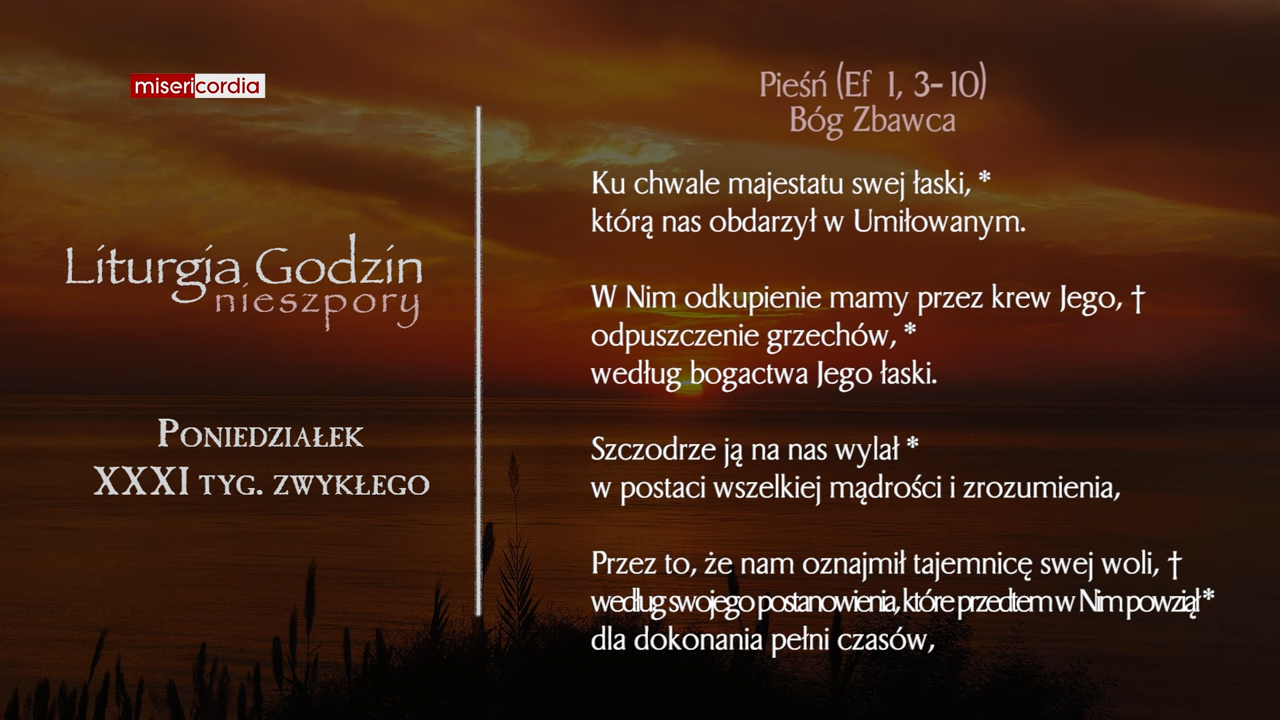 misericordia
Liturgia Godzin
nieszpory
Poniedziałek
XXXI tyg. zwykłego
Pieśń (Ef 1, 3-10)
Bóg Zbawca
Ku chwale majestatu swej łaski, *
którą nas obdarzył w Umiłowanym.
W Nim odkupienie mamy przez krew Jego, †
odpuszczenie grzechów, *
według bogactwa Jego łaski.
Szczodrze ją na nas wylał *
w postaci wszelkiej mądrości i zrozumienia,
Przez to, że nam oznajmił tajemnicę swej woli, †
według swojego postanowienia, które przedtem w Nim powziął *
dla dokonania pełni czasów,